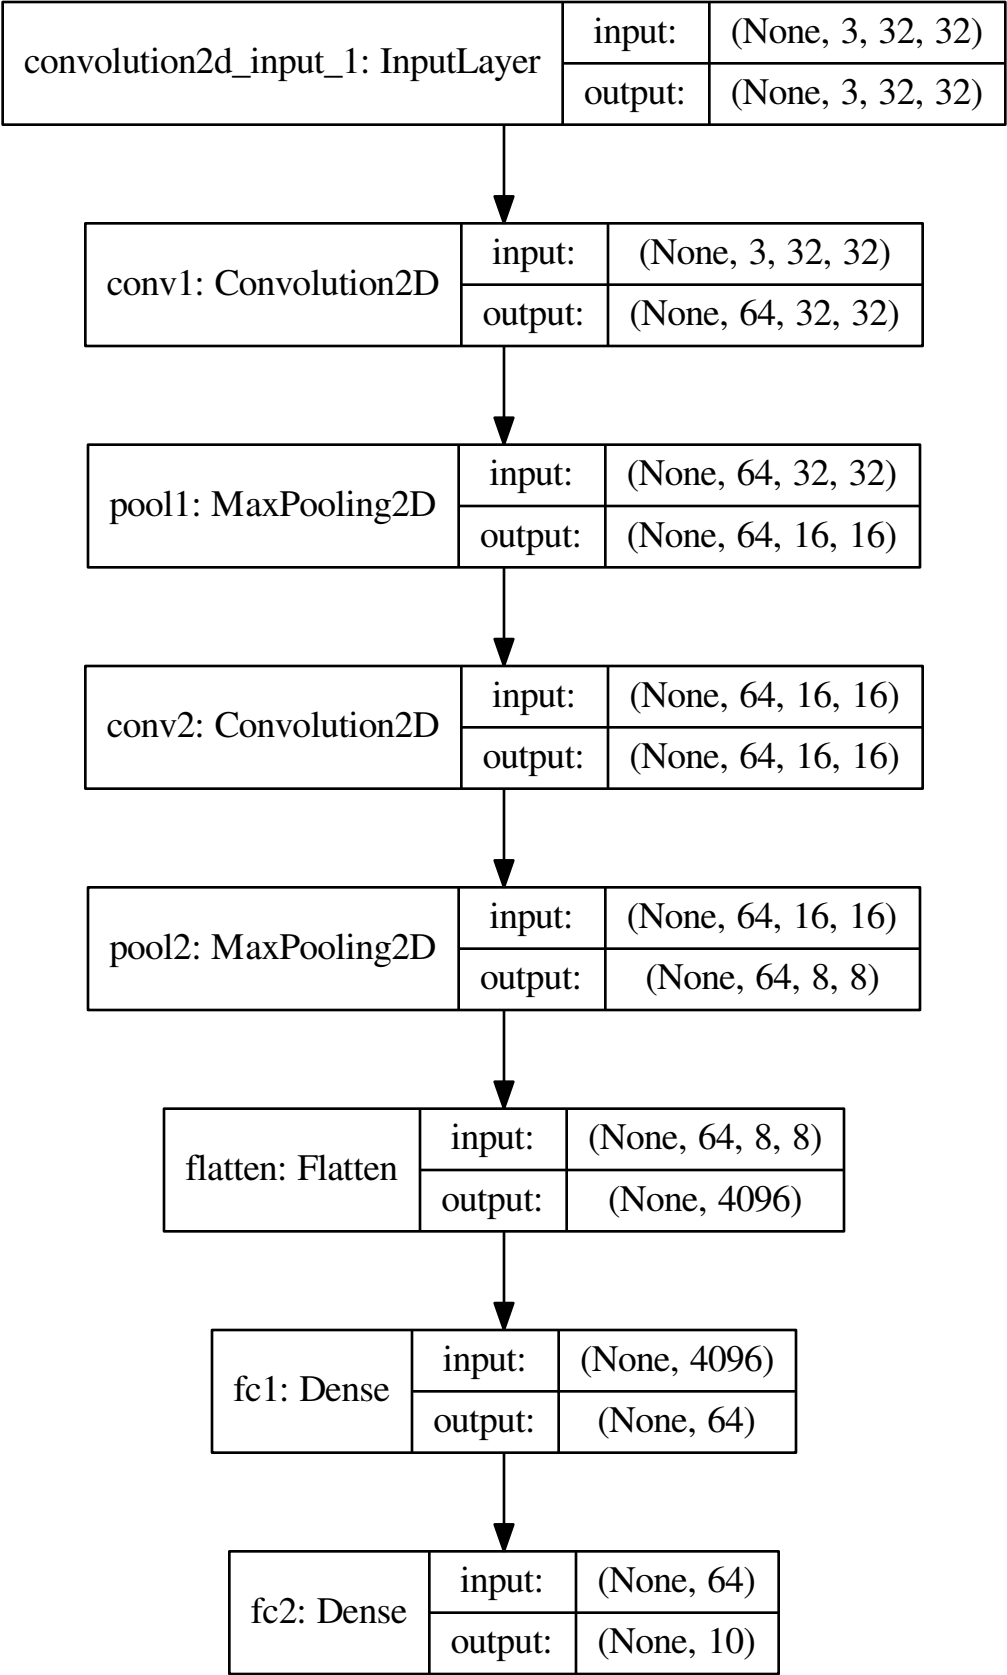 convolution2d_input_1: InputLayer
input: (None, 3, 32, 32)
output: (None, 3, 32, 32)
conv1: Convolution2D
input: (None, 3, 32, 32)
output: (None, 64, 32, 32)
pool1: MaxPooling2D
input: (None, 64, 32, 32)
output: (None, 64, 16, 16)
conv2: Convolution2D
input: (None, 64, 16, 16)
output: (None, 64, 16, 16)
pool2: MaxPooling2D
input: (None, 64, 16, 16)
output: (None, 64, 8, 8)
flatten: Flatten
input: (None, 64, 8, 8)
output: (None, 4096)
fc1: Dense
input: (None, 4096)
output: (None, 64)
fc2: Dense
input: (None, 64)
output: (None, 10)